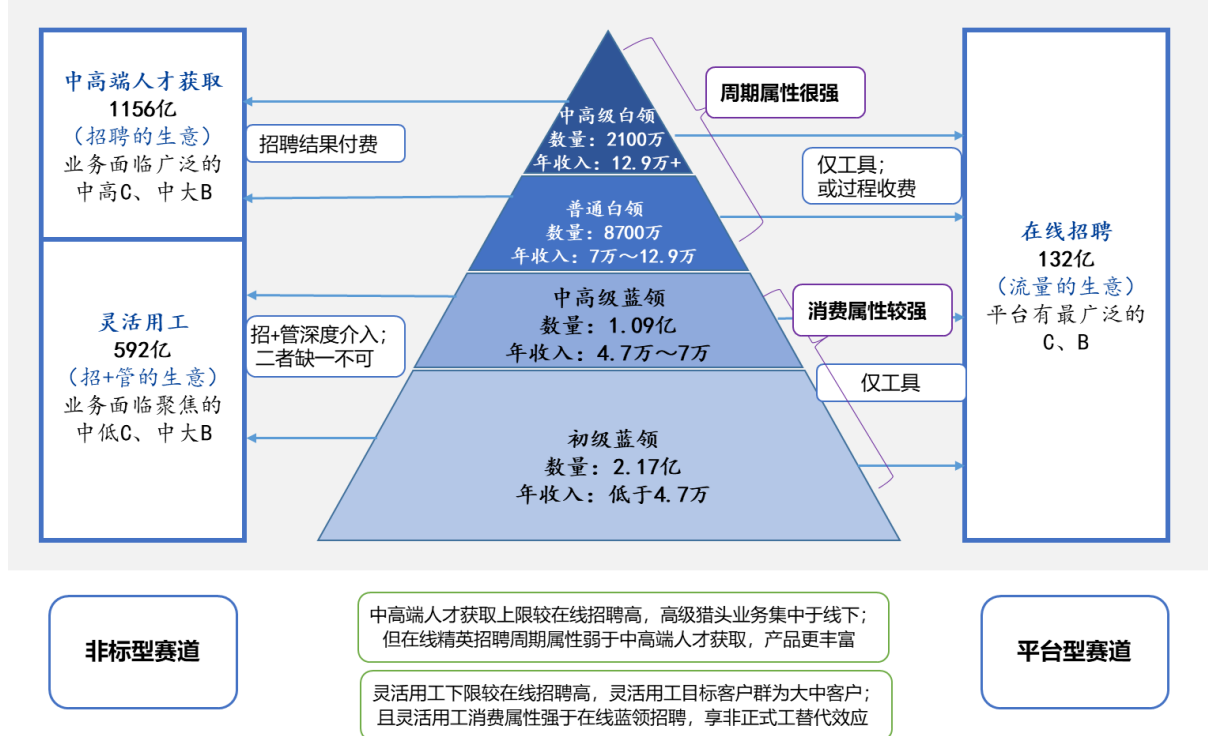 中高端人才获取
1156亿
（招聘的生意）
业务面临广泛的
中高C、中大B
灵活用工
592亿
（招+管的生意）
业务面临聚焦的
中低C、中大B
招聘结果付费
招+管深度介入；
二者缺一不可
中高级白领
数量：2100万
年收入：12.9万+
普通白领
数量：8700万
年收入：7万～12.9万
中高级蓝领
数量：1.09亿
年收入：4.7万～7万
初级蓝领
数量：2.17亿
年收入：低于4.7万
周期属性很强
仅工具；
或过程收费
消费属性较强
仅工具
在线招聘
132亿
（流量的生意）
平台有最广泛的
C、B
非标型赛道
中高端人才获取上限较在线招聘高，高级猎头业务集中于线下；
但在线精英招聘周期属性弱于中高端人才获取，产品更丰富
灵活用工下限较在线招聘高，灵活用工目标客户群为大中客户；
且灵活用工消费属性强于在线蓝领招聘，享非正式工替代效应
平台型赛道